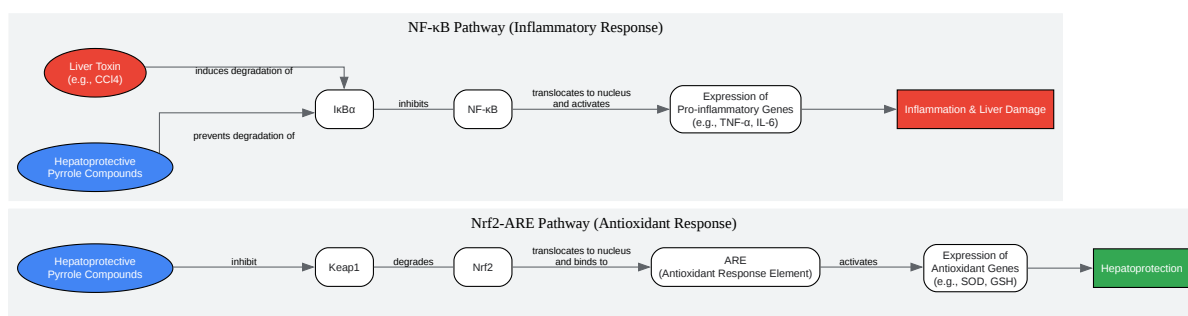 NF-κB Pathway (Inflammatory Response)
Liver Toxin
(e.g., CCl4)
induces degradation of
IκBα
inhibits
NF-κB
translocates to nucleus
and activates
Expression of
Pro-inflammatory Genes
(e.g., TNF-α, IL-6)
Inflammation & Liver Damage
prevents degradation of
Hepatoprotective
Pyrrole Compounds
Nrf2-ARE Pathway (Antioxidant Response)
Hepatoprotective
Pyrrole Compounds
inhibit
Keap1
degrades
Nrf2
translocates to nucleus
and binds to
ARE
(Antioxidant Response Element)
activates
Expression of
Antioxidant Genes
(e.g., SOD, GSH)
Hepatoprotection